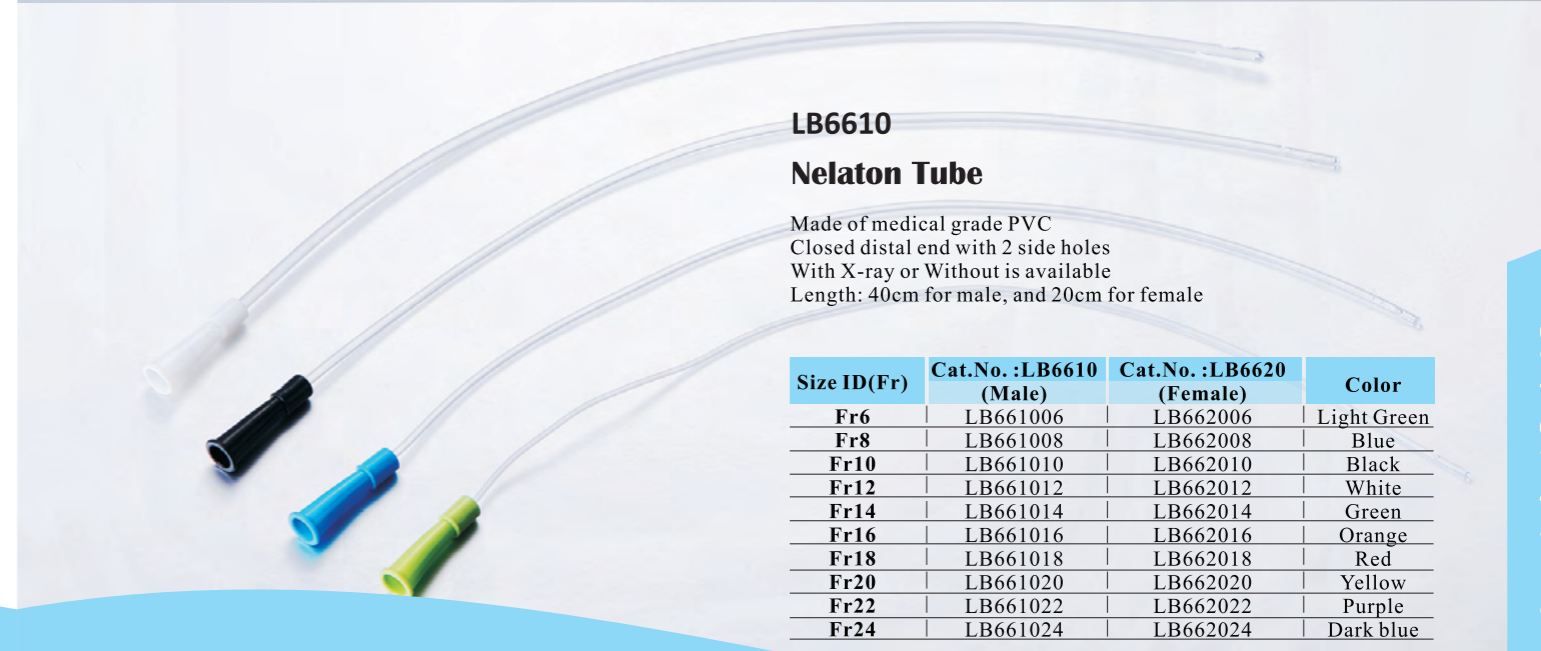 LB6610
Nelaton Tube
Made of medical grade PVC
Closed distal end with 2 side holes
With X-ray or Without is available
Length: 40cm for male, and 20cm for female
Size ID(Fr) Cat.No. :LB6610 (Male) Cat.No. :LB6620 (Female) Color
Fr6 LB661006 LB662006 Light Green
Fr8 LB661008 LB662008 Blue
Fr10 LB661010 LB662010 Black
Fr12 LB661012 LB662012 White
Fr14 LB661014 LB662014 Green
Fr16 LB661016 LB662016 Orange
Fr18 LB661018 LB662018 Red
Fr20 LB661020 LB662020 Yellow
Fr22 LB661022 LB662022 Purple
Fr24 LB661024 LB662024 Dark blue